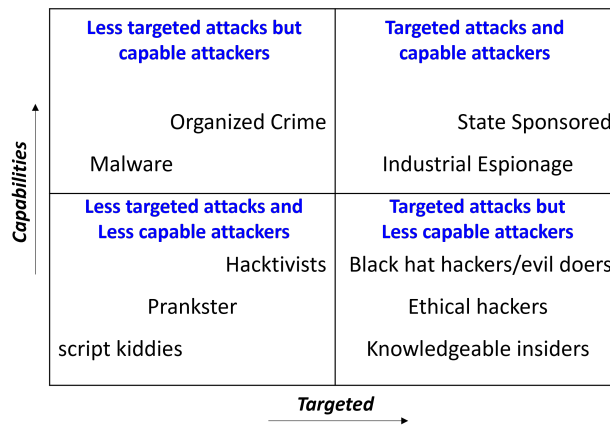 Less targeted attacks but
capable attackers
Targeted attacks and
capable attackers
Organized Crime
State Sponsored
Malware
Industrial Espionage
Capabilities
Less targeted attacks and
Less capable attackers
Targeted attacks but
Less capable attackers
Hacktivists
Black hat hackers/evil doers
Prankster
Ethical hackers
script kiddies
Knowledgeable insiders
Targeted